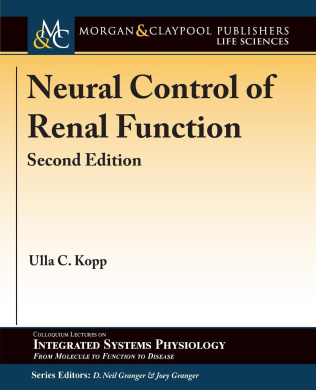 M&C
MORGAN & CLAYPOOL PUBLISHERS
LIFE SCIENCES
Neural Control of
Renal Function
Second Edition
Ulla C. Kopp
COLLOQUIUM LECTURES ON
INTEGRATED SYSTEMS PHYSIOLOGY
FROM MOLECULE TO FUNCTION TO DISEASE
Series Editors: D. Neil Granger & Joey Granger